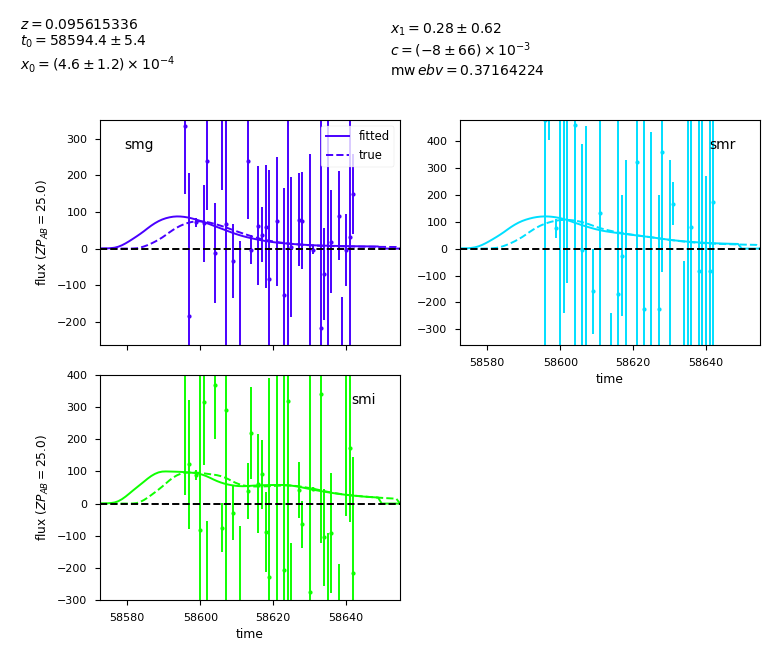 z = 0.095615336
t₀ = 58594.4 ± 5.4
x₀ = (4.6 ± 1.2) × 10⁻⁴
x₁ = 0.28 ± 0.62
c = (−8 ± 66) × 10⁻³
mw ebv = 0.37164224
smg
fitted
true
300
200
100
0
−100
−200
flux (ZP_AB = 25.0)
smr
400
300
200
100
0
−100
−200
−300
58580
58600
58620
58640
time
smi
400
300
200
100
0
−100
−200
−300
flux (ZP_AB = 25.0)
58580
58600
58620
58640
time